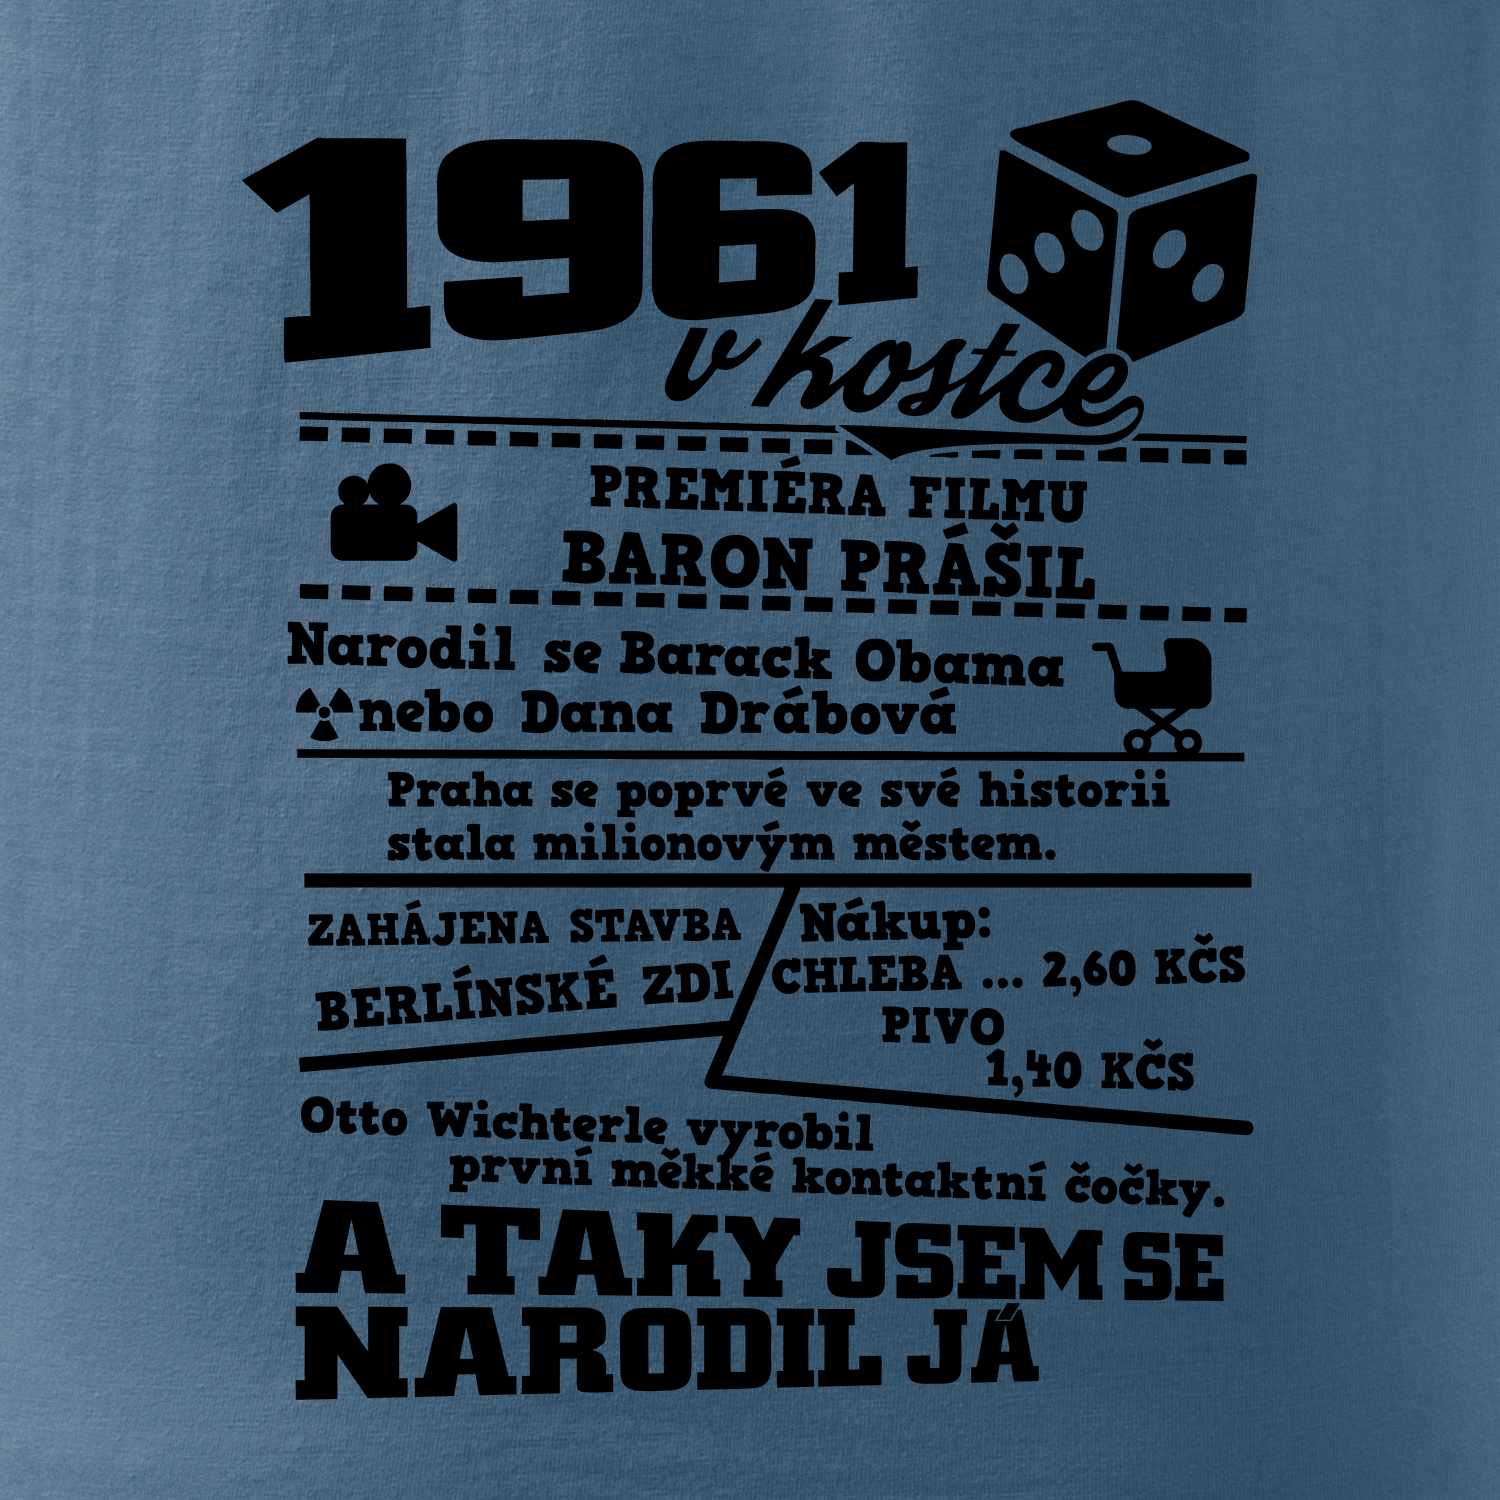 1961
v kostce
PREMIÉRA FILMU
BARON PRÁŠIL
Narodil se Barack Obama
nebo Dana Drábová
Praha se poprvé ve své historii
stala milionovým městem.
ZAHÁJENA STAVBA
BERLÍNSKÉ ZDI
Nákup:
CHLEBA ... 2,60 KČS
PIVO
1,40 KČS
Otto Wichterle vyrobil
první měkké kontaktní čočky.
A TAKY JSEM SE
NARODIL JÁ